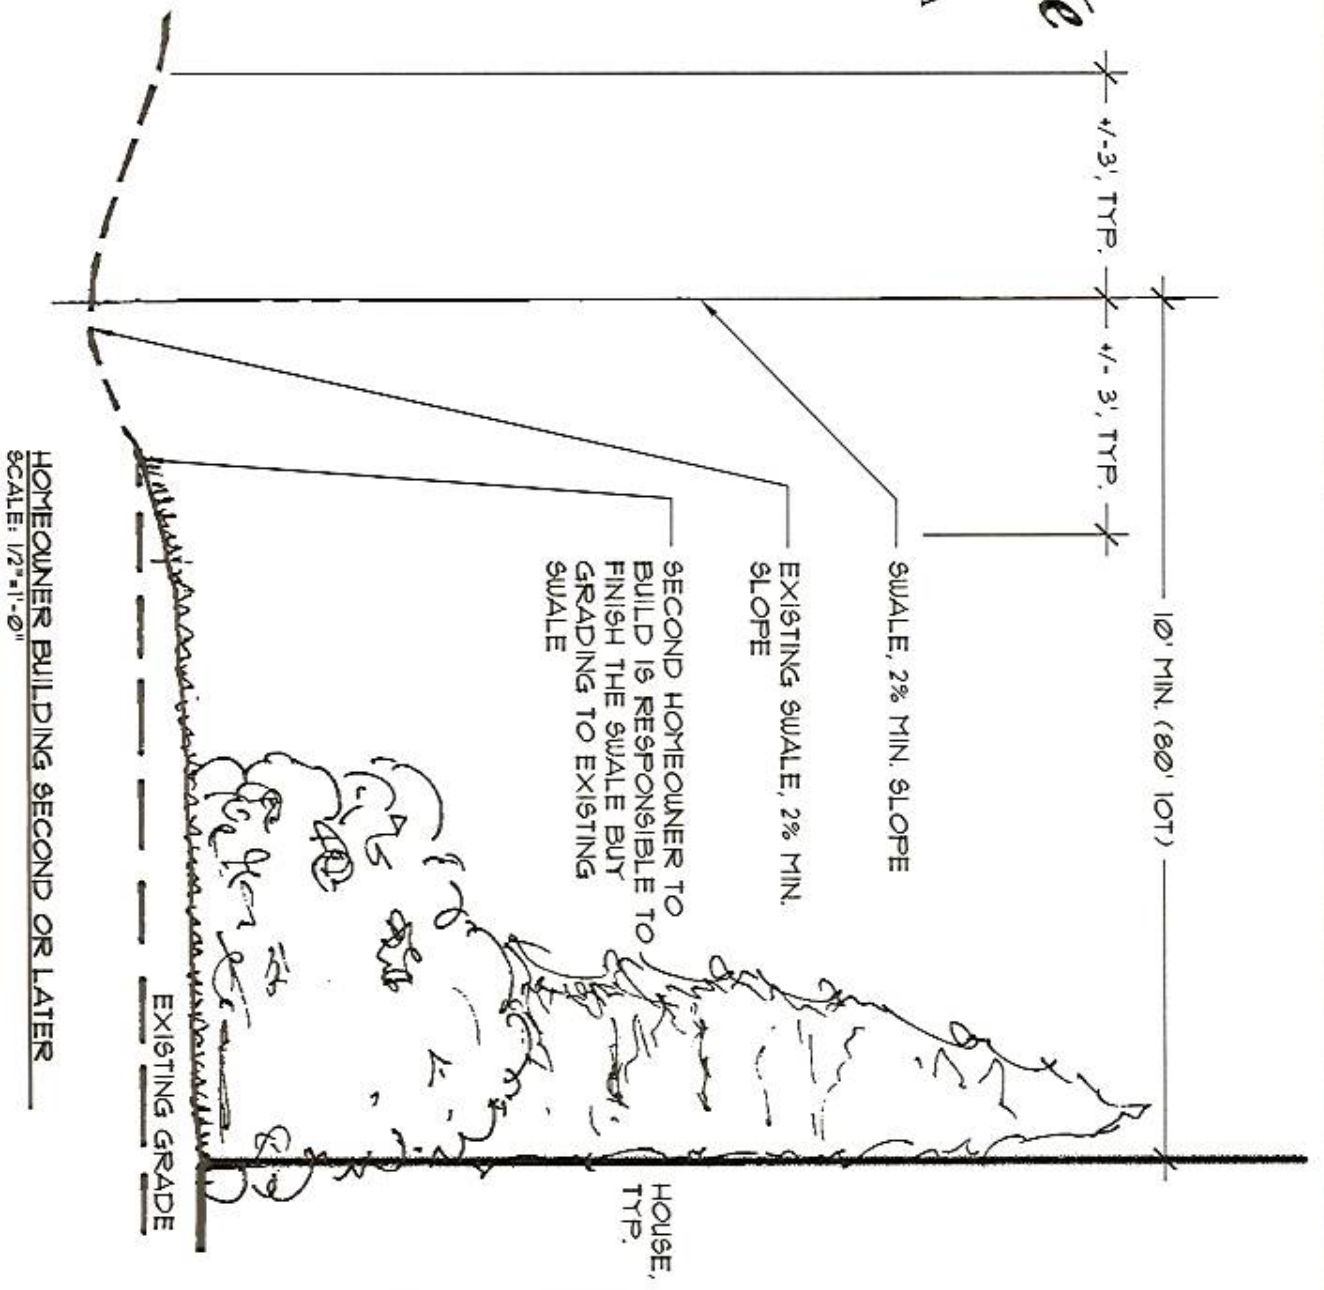 +/-3', TYP.
+/- 3', TYP.
10' MIN. (80' 10T)
SWALE, 2% MIN. SLOPE
EXISTING SWALE, 2% MIN.
SLOPE
SECOND HOMEOWNER TO
BUILD IS RESPONSIBLE TO
FINISH THE SWALE BUY
GRADING TO EXISTING
SWALE
HOUSE,
TYP.
EXISTING GRADE
HOMEOWNER BUILDING SECOND OR LATER
SCALE: 1/2"=1'-0"